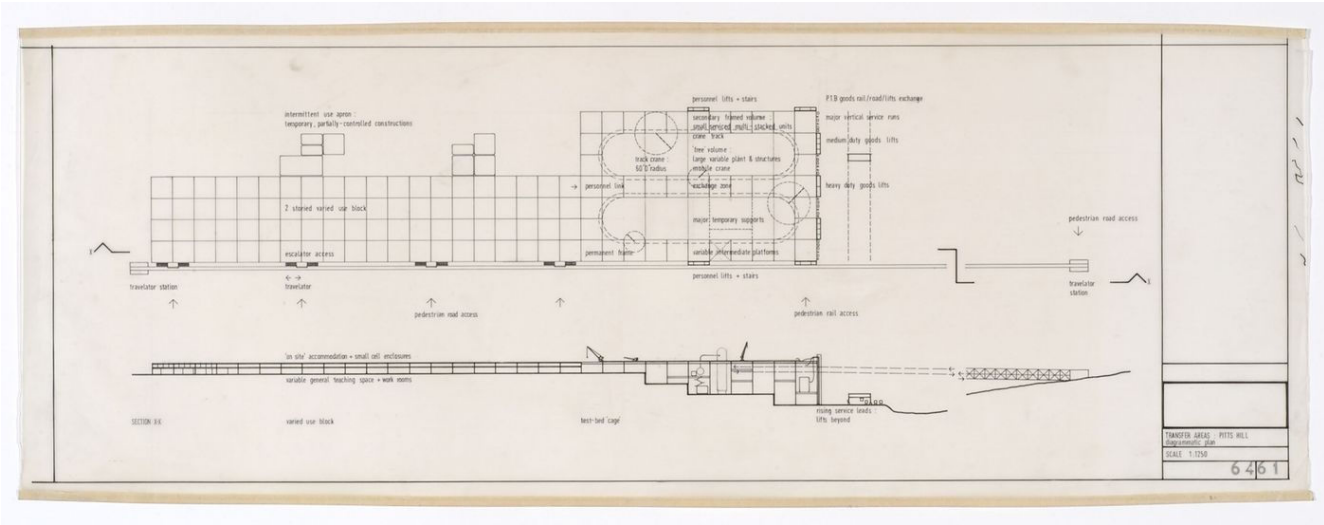 intermittent use apron :
temporary, partially-controlled constructions
personnel lifts + stairs
secondary framed volume
small serviced multi-stacked units
crane track
'free' volume :
large variable plant & structures
mobile crane
track crane :
60'0" radius
personnel link
exchange zone
major temporary supports
permanent frame
variable intermediate platforms
personnel lifts + stairs
P.T.B goods rail/road/lifts exchange
major vertical service runs
medium duty goods lifts
heavy duty goods lifts
2 storied varied use block
escalator access
travelator station
travelator
pedestrian road access
pedestrian rail access
pedestrian road access
travelator
station
'on site' accommodation + small cell enclosures
variable general teaching space + work rooms
SECTION
varied use block
test-bed 'cage'
rising service leads :
lifts beyond
TRANSFER AREAS : PITTS HILL
diagrammatic plan
SCALE 1:1250
6461